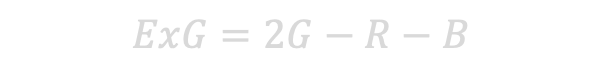 ExG = 2G − R − B